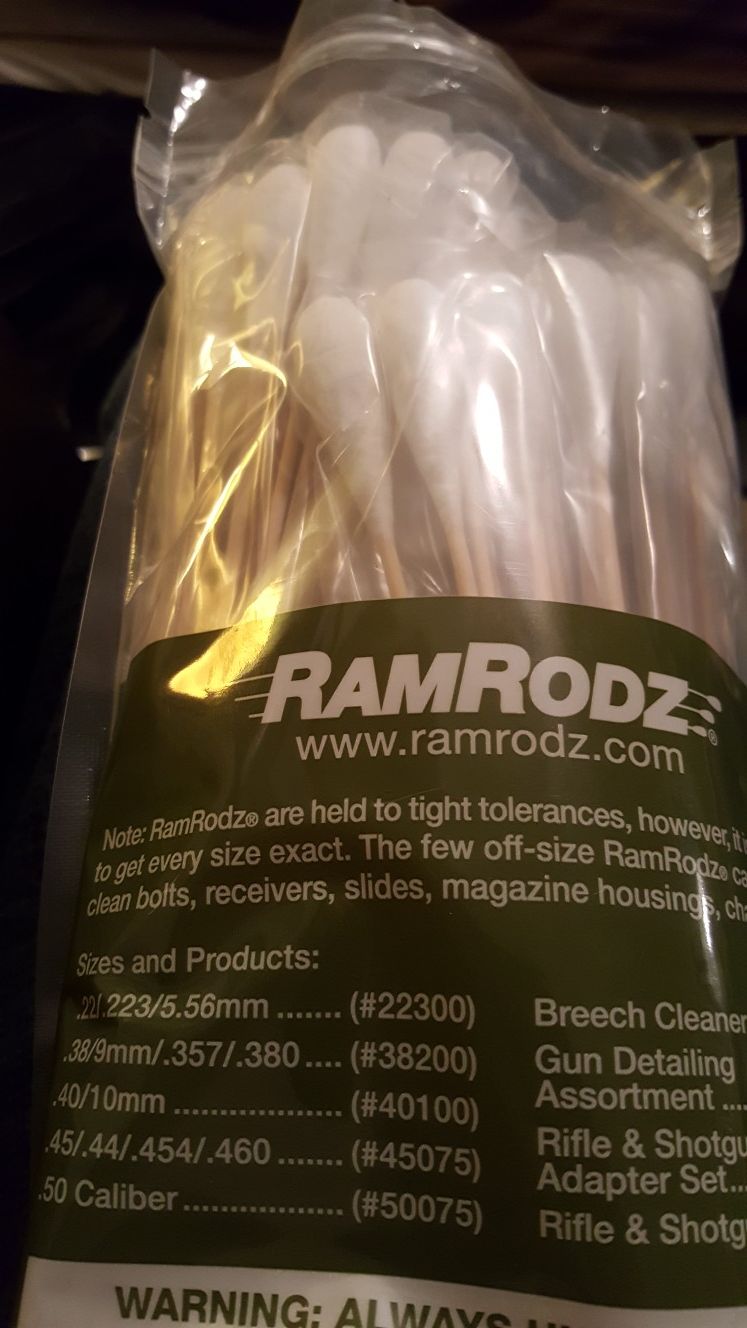 RAMRODZ®
www.ramrodz.com
Note: RamRodz® are held to tight tolerances, however, it
to get every size exact. The few off-size RamRodz®
clean bolts, receivers, slides, magazine housings,
Sizes and Products:
.22/.223/5.56mm ....... (#22300)
.38/9mm/.357/.380 .... (#38200)
.40/10mm .................. (#40100)
.45/.44/.454/.460 ....... (#45075)
.50 Caliber ................. (#50075)
Breech Cleaner
Gun Detailing
Assortment ....
Rifle &
Adapter Set...
Rifle &
WARNING: ALWAYS